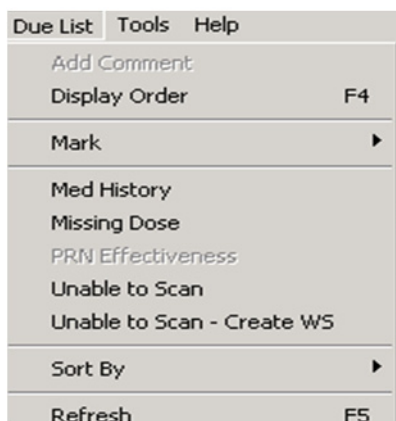 Due List Tools Help
Add Comment
Display Order F4
Mark
Med History
Missing Dose
PRN Effectiveness
Unable to Scan
Unable to Scan - Create WS
Sort By
Refresh F5